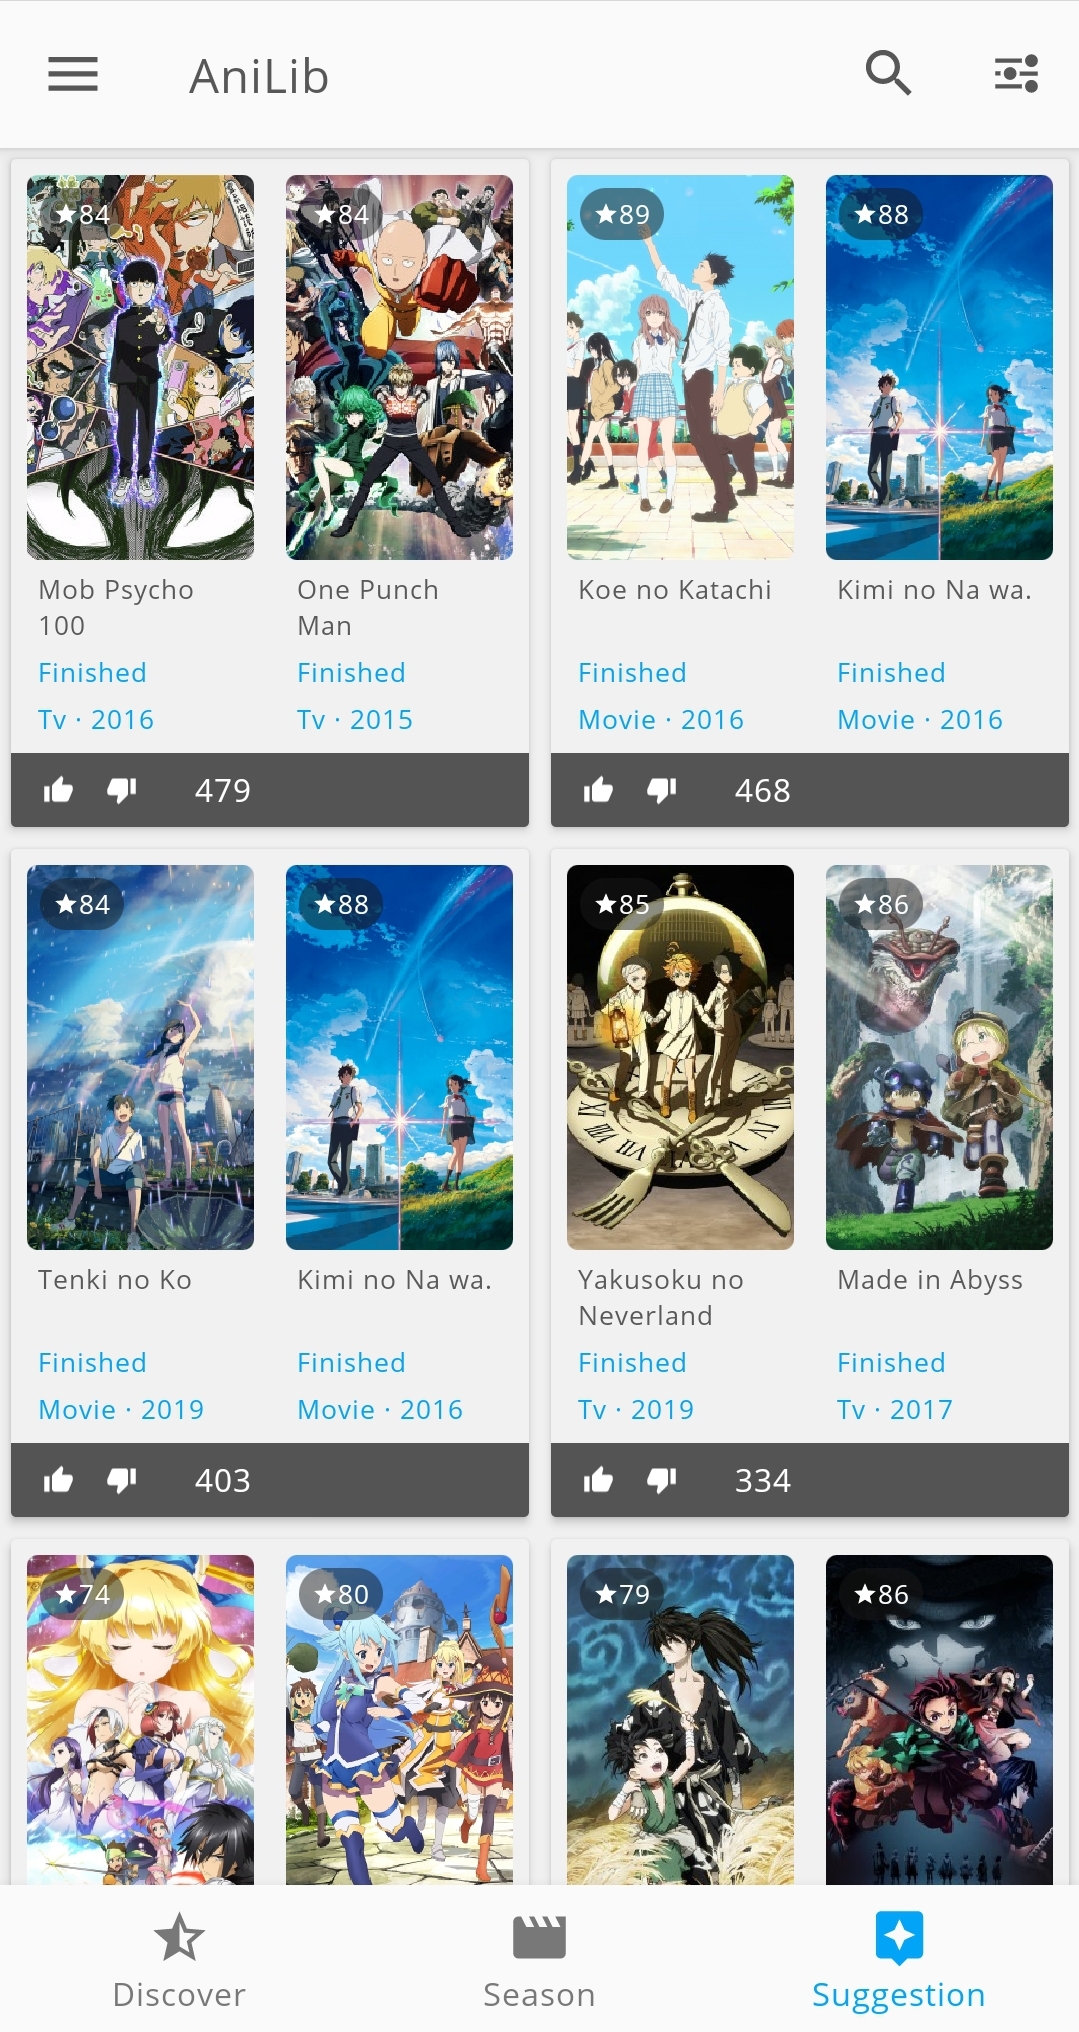 AniLib
84
84
Mob Psycho
100
Finished
Tv · 2016
One Punch
Man
Finished
Tv · 2015
479
89
88
Koe no Katachi
Finished
Movie · 2016
Kimi no Na wa.
Finished
Movie · 2016
468
84
88
Tenki no Ko
Finished
Movie · 2019
Kimi no Na wa.
Finished
Movie · 2016
403
85
86
Yakusoku no
Neverland
Finished
Tv · 2019
Made in Abyss
Finished
Tv · 2017
334
74
80
79
86
Discover
Season
Suggestion